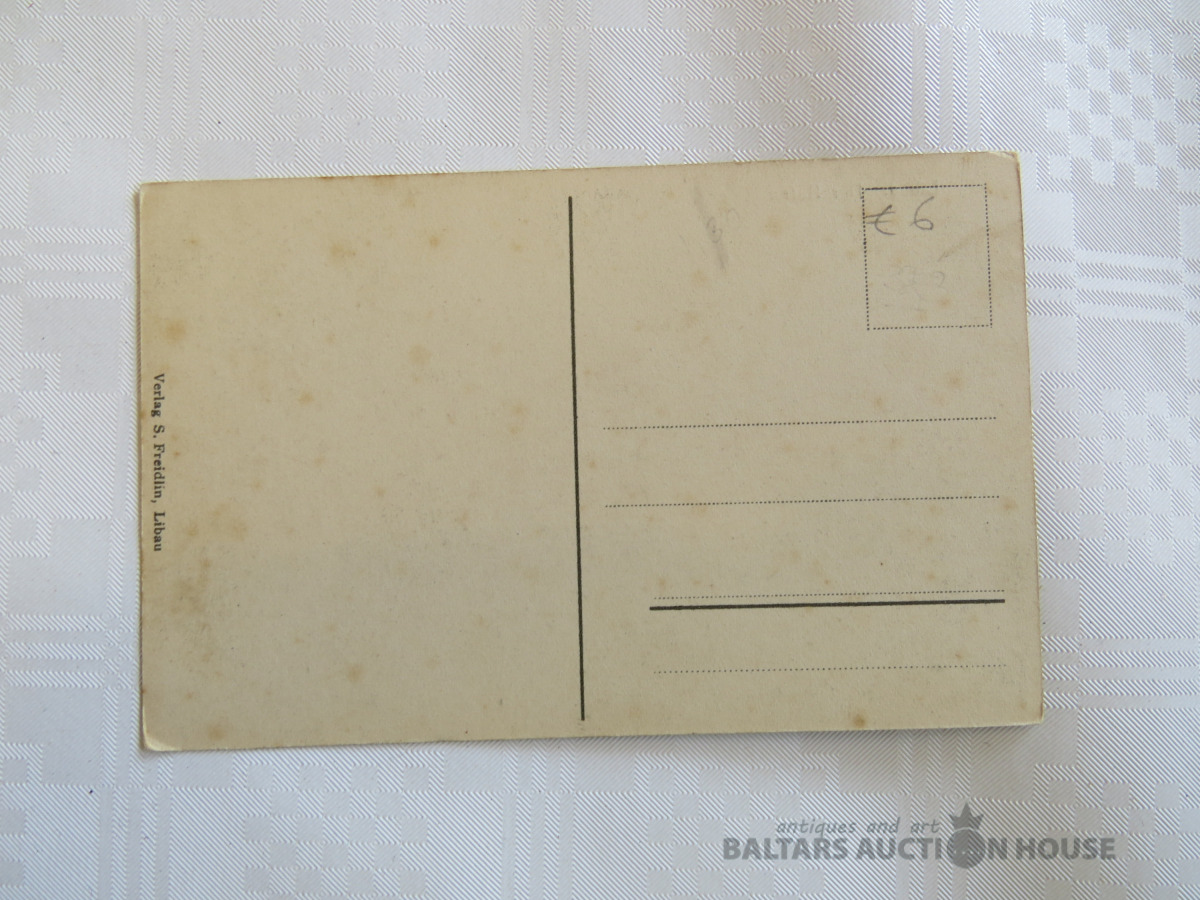 € 6
Verlag S. Freidlin, Libau
antiques and art
BALTARS AUCTION HOUSE